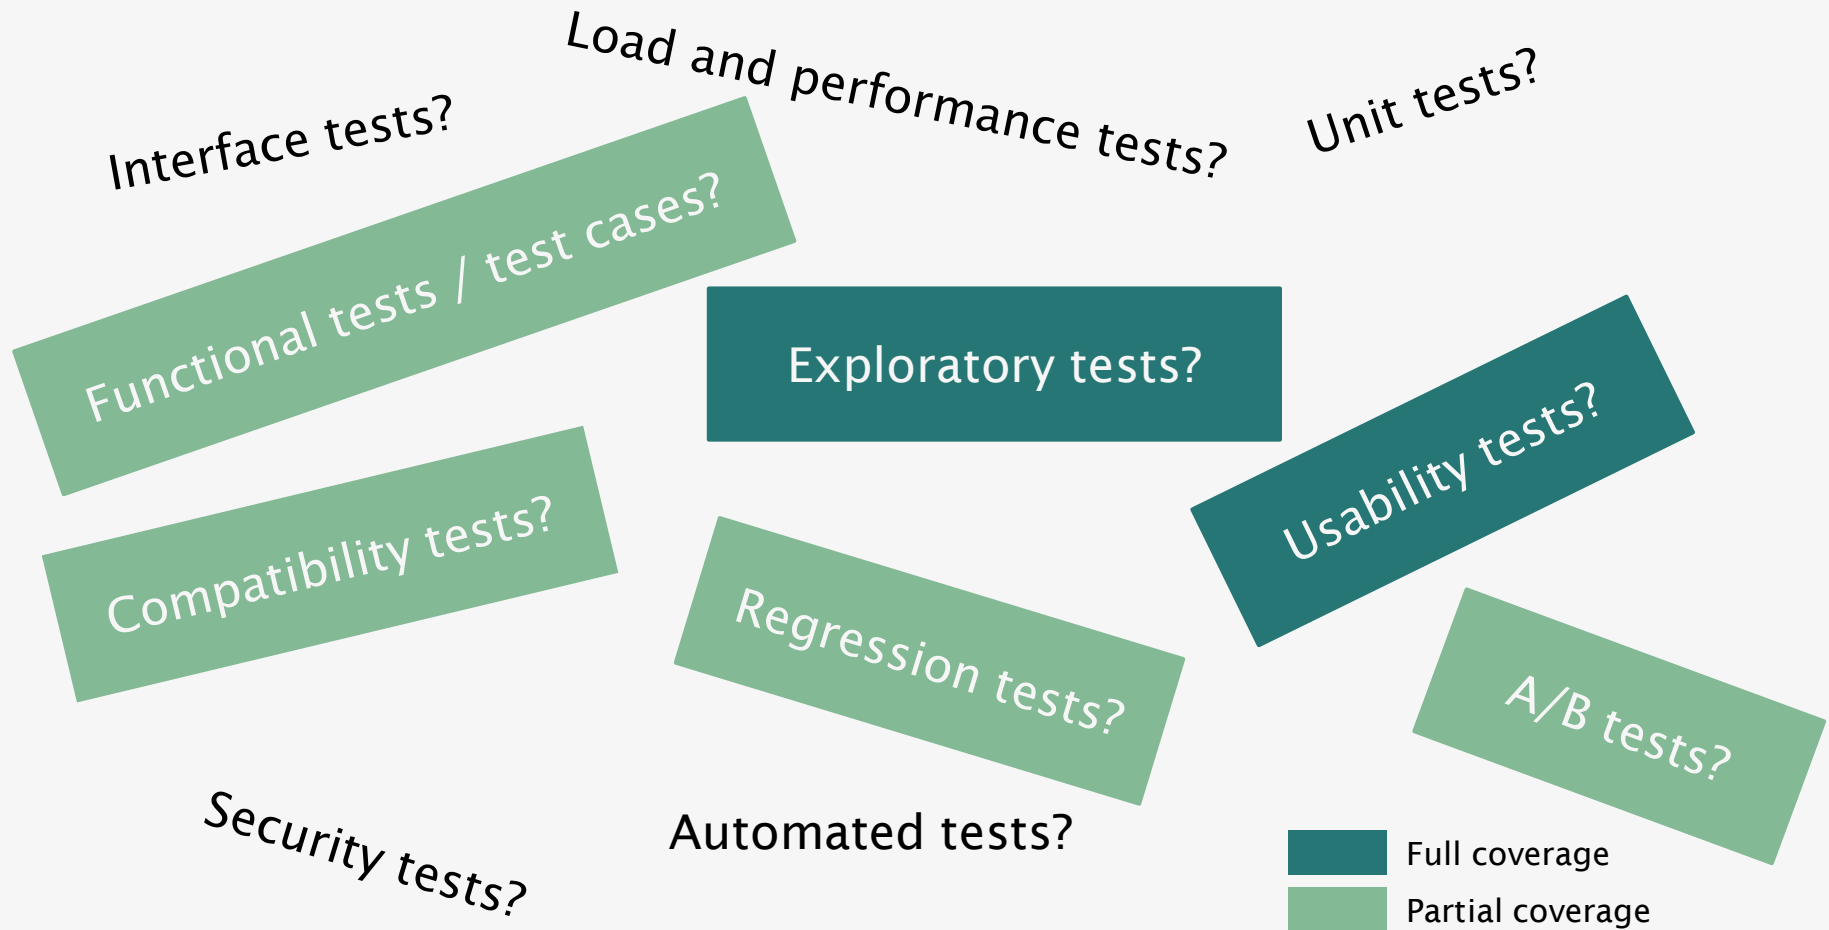 Load and performance tests?
Unit tests?
Interface tests?
Functional tests / test cases?
Exploratory tests?
Usability tests?
Compatibility tests?
Regression tests?
A/B tests?
Security tests?
Automated tests?
Full coverage
Partial coverage